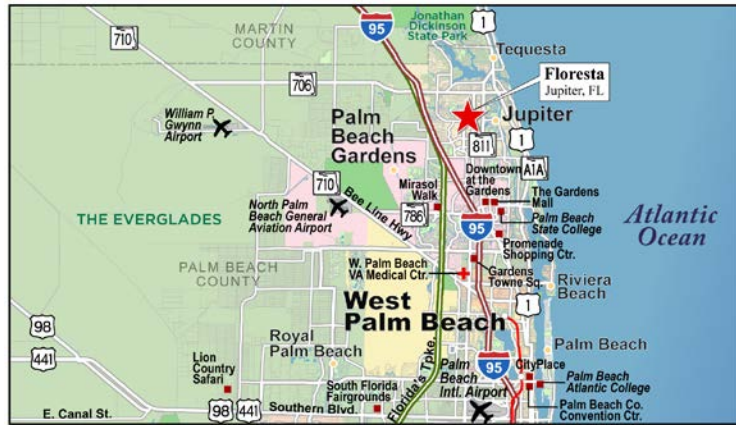 MARTIN
COUNTY
710
95
Jonathan
Dickinson
State Park
1
Tequesta
706
Floresta
Jupiter, FL
William P.
Gwynn
Airport
Palm
Beach
Gardens
Jupiter
811
1
A1A
Downtown
at the
Gardens
The Gardens
Mall
710
Mirasol
Walk
786
Bee Line Hwy
North Palm
Beach General
Aviation Airport
THE EVERGLADES
Palm Beach
State College
95
Promenade
Shopping Ctr.
Atlantic
Ocean
PALM BEACH
COUNTY
W. Palm Beach
VA Medical Ctr.
Gardens
Towne Sq.
Riviera
Beach
West
Palm Beach
1
98
441
Royal
Palm Beach
Palm Beach
Lion
Country
Safari
Florida's Tpke.
Palm
Beach
Intl. Airport
95
CityPlace
Palm Beach
Atlantic College
South Florida
Fairgrounds
E. Canal St.
98
441
Southern Blvd.
Palm Beach Co.
Convention Ctr.